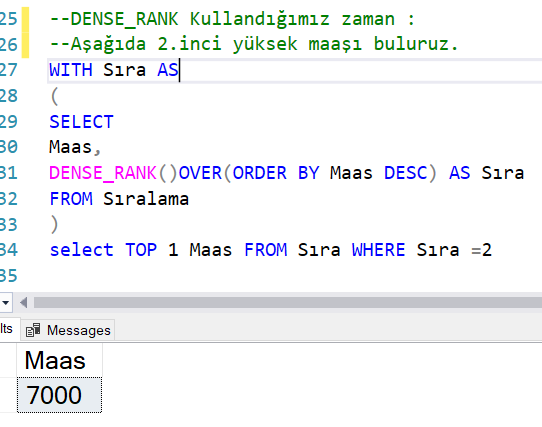 25 --DENSE_RANK Kullandığımız zaman :
26 --Aşağıda 2.inci yüksek maaşı buluruz.
27 WITH Sıra AS
28 (
29 SELECT
30 Maas,
31 DENSE_RANK()OVER(ORDER BY Maas DESC) AS Sıra
32 FROM Sıralama
33 )
34 select TOP 1 Maas FROM Sıra WHERE Sıra =2
35
lts Messages
Maas
7000